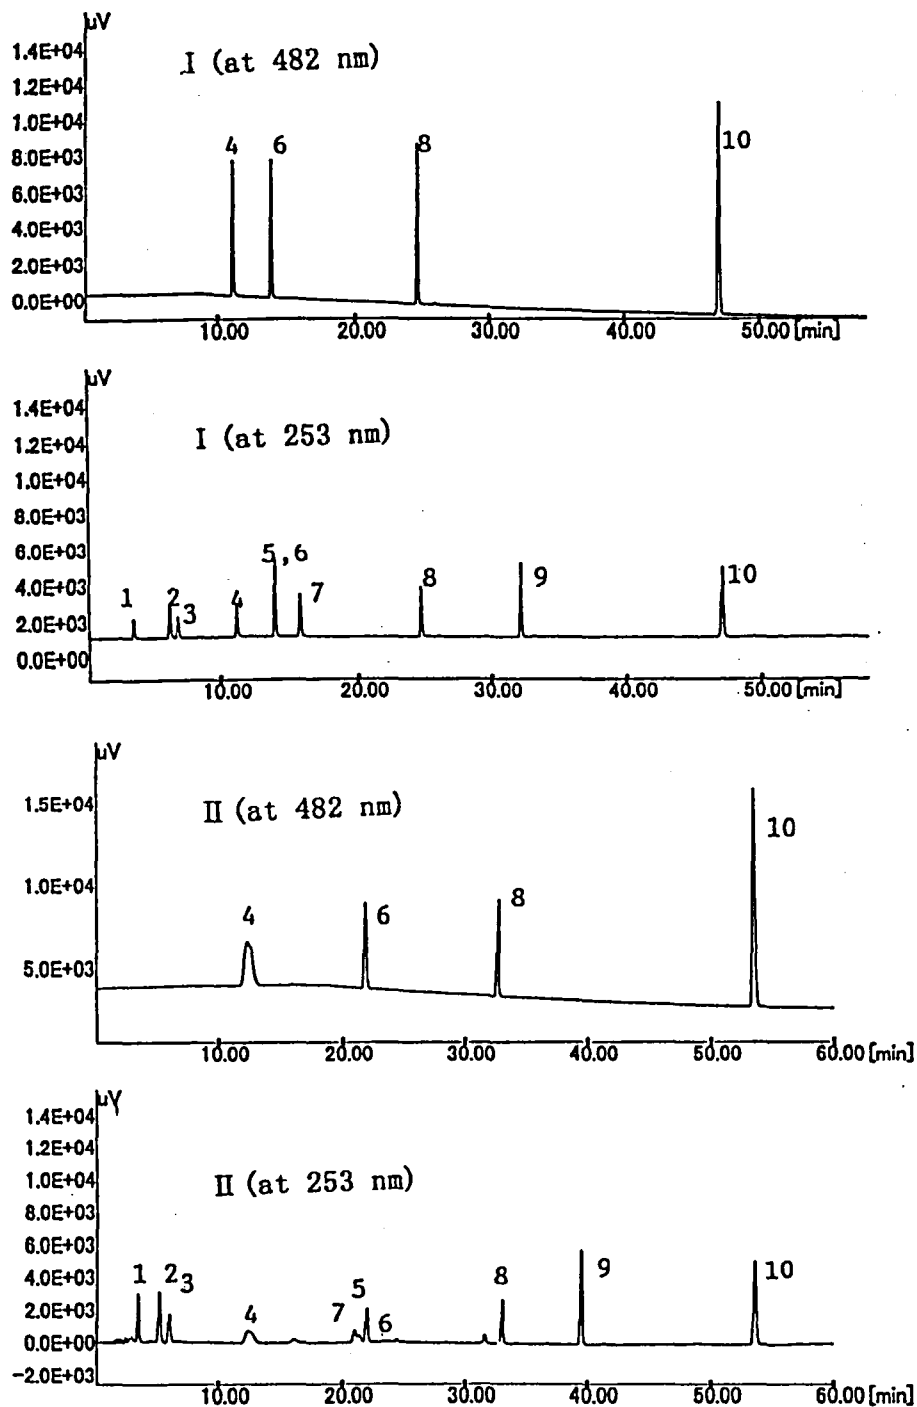 µV
1.4E+04
I (at 482 nm)
1.2E+04
1.0E+04
8.0E+03
4 6 8 10
6.0E+03
4.0E+03
2.0E+03
0.0E+00
10.00 20.00 30.00 40.00 50.00 [min]
µV
1.4E+04
I (at 253 nm)
1.2E+04
1.0E+04
8.0E+03
6.0E+03
5,6
4.0E+03
1 2 3 4 7 8 9 10
2.0E+03
0.0E+00
10.00 20.00 30.00 40.00 50.00 [min]
µV
1.5E+04
II (at 482 nm)
10
1.0E+04
4 6 8
5.0E+03
10.00 20.00 30.00 40.00 50.00 60.00 [min]
µV
1.4E+04
1.2E+04
1.0E+04
II (at 253 nm)
8.0E+03
6.0E+03
4.0E+03
1 2 3 5 8 9 10
2.0E+03
4 7 6
0.0E+00
-2.0E+03
10.00 20.00 30.00 40.00 50.00 60.00 [min]